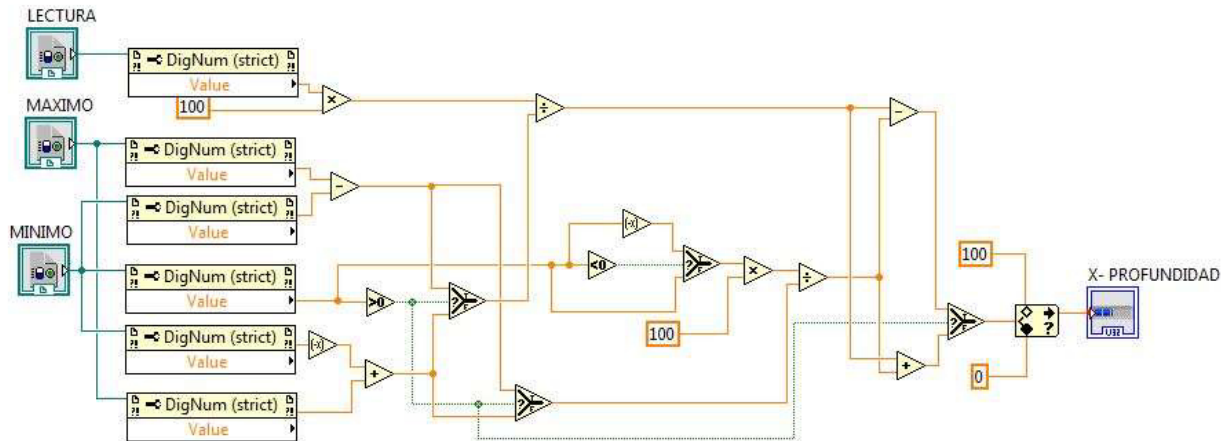 LECTURA
DigNum (strict)
Value
100
×
÷
-
MAXIMO
DigNum (strict)
Value
-
DigNum (strict)
Value
MINIMO
(-x)
<0
? T F
×
÷
100
100
X- PROFUNDIDAD
U32
DigNum (strict)
Value
>0
? T F
? T F
?
DigNum (strict)
Value
(-x)
+
+
0
DigNum (strict)
Value
? T F